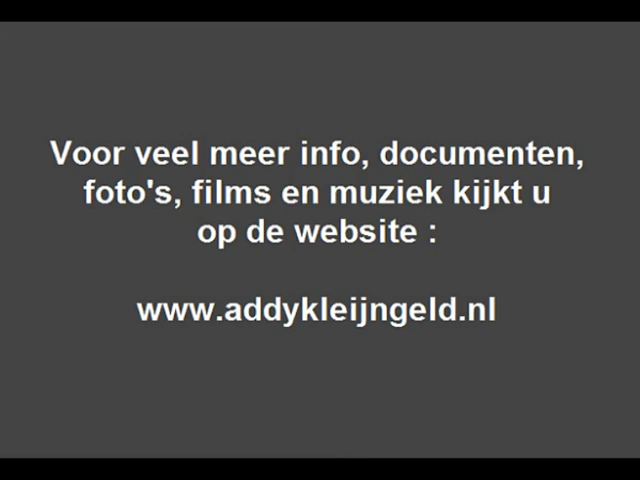 Voor veel meer info, documenten,
foto's, films en muziek kijkt u
op de website :
www.addykleijngeld.nl